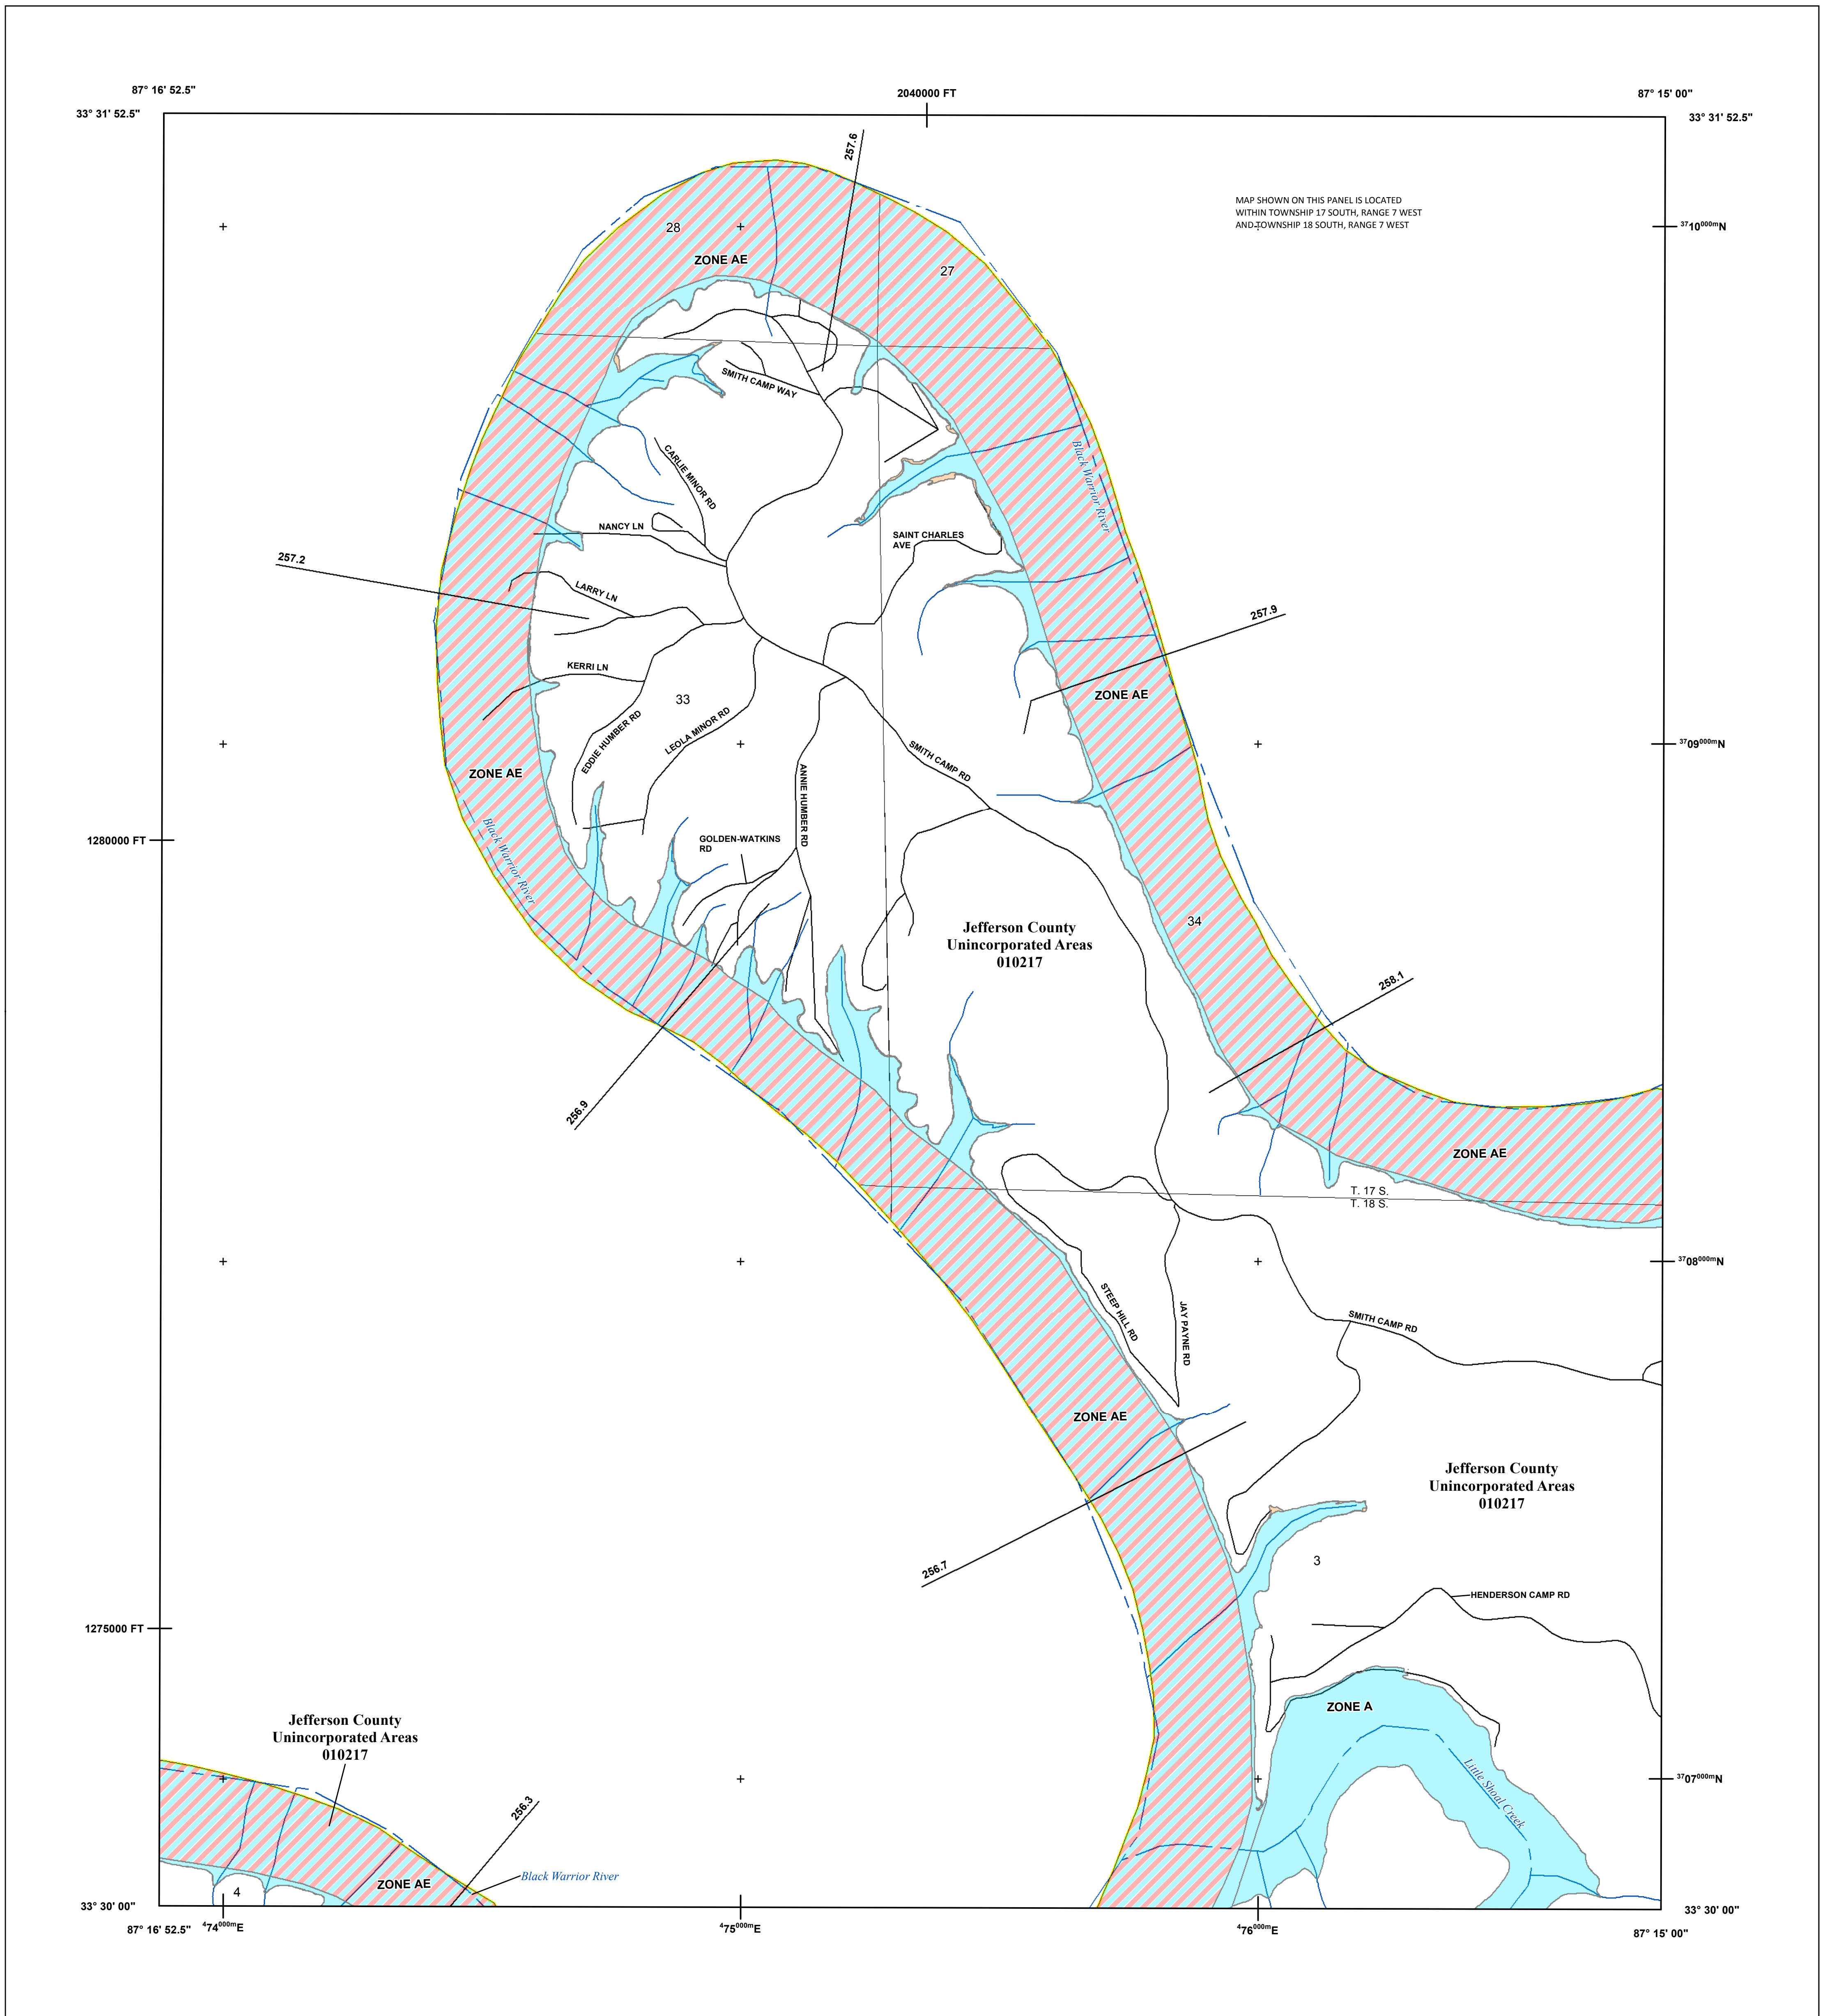 87° 16' 52.5"
2040000 FT
87° 15' 00"
33° 31' 52.5"
33° 31' 52.5"
257.6
MAP SHOWN ON THIS PANEL IS LOCATED
WITHIN TOWNSHIP 17 SOUTH, RANGE 7 WEST
AND TOWNSHIP 18 SOUTH, RANGE 7 WEST
28
3710000mN
ZONE AE
27
SMITH CAMP WAY
CARLIE MINOR RD
Black Warrior River
NANCY LN
SAINT CHARLES
AVE
257.2
LARRY LN
257.9
KERRI LN
ZONE AE
33
EDDIE HUMBER RD
LEOLA MINOR RD
SMITH CAMP RD
3709000mN
ZONE AE
ANNIE HUMBER RD
1280000 FT
GOLDEN-WATKINS
RD
Black Warrior River
34
Jefferson County
Unincorporated Areas
010217
258.1
256.9
ZONE AE
T. 17 S.
T. 18 S.
3708000mN
STEEP HILL RD
JAY PAYNE RD
SMITH CAMP RD
ZONE AE
Jefferson County
Unincorporated Areas
010217
256.7
3
HENDERSON CAMP RD
1275000 FT
ZONE A
Jefferson County
Unincorporated Areas
010217
Little Shoal Creek
3707000mN
256.3
Black Warrior River
ZONE AE
4
33° 30' 00"
33° 30' 00"
87° 16' 52.5"
474000mE
475000mE
476000mE
87° 15' 00"